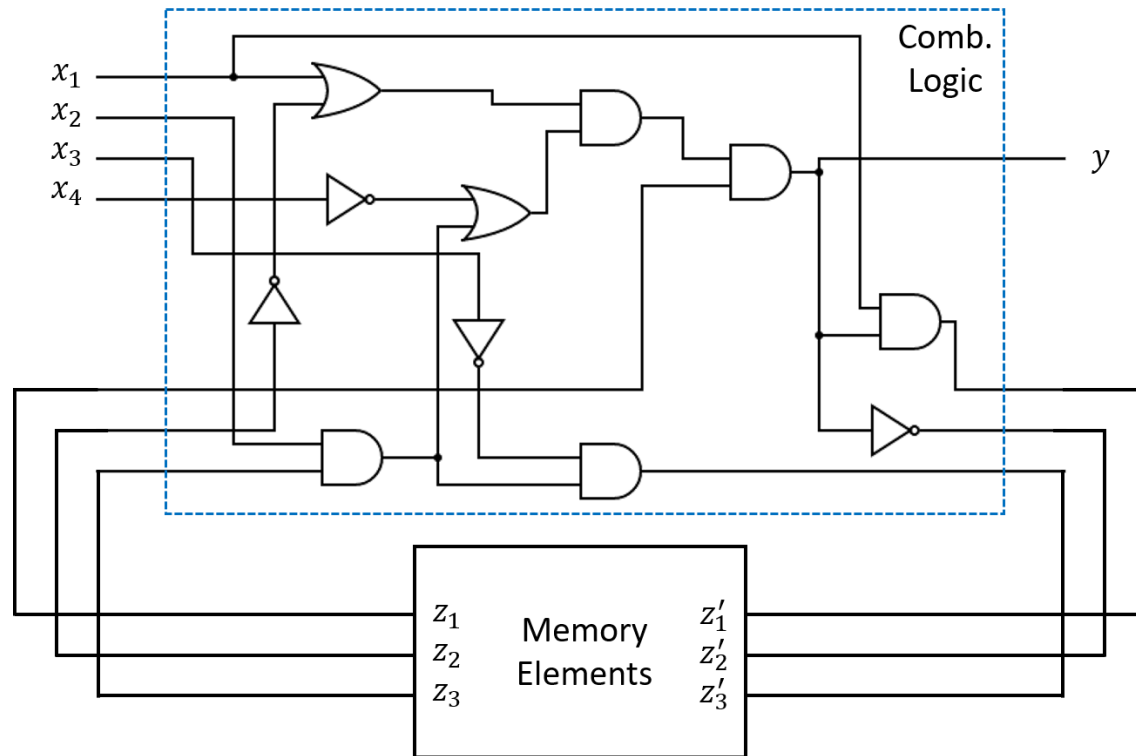 Comb.
Logic
x₁
x₂
x₃
x₄
y
z₁
z₂
z₃
Memory
Elements
z₁′
z₂′
z₃′